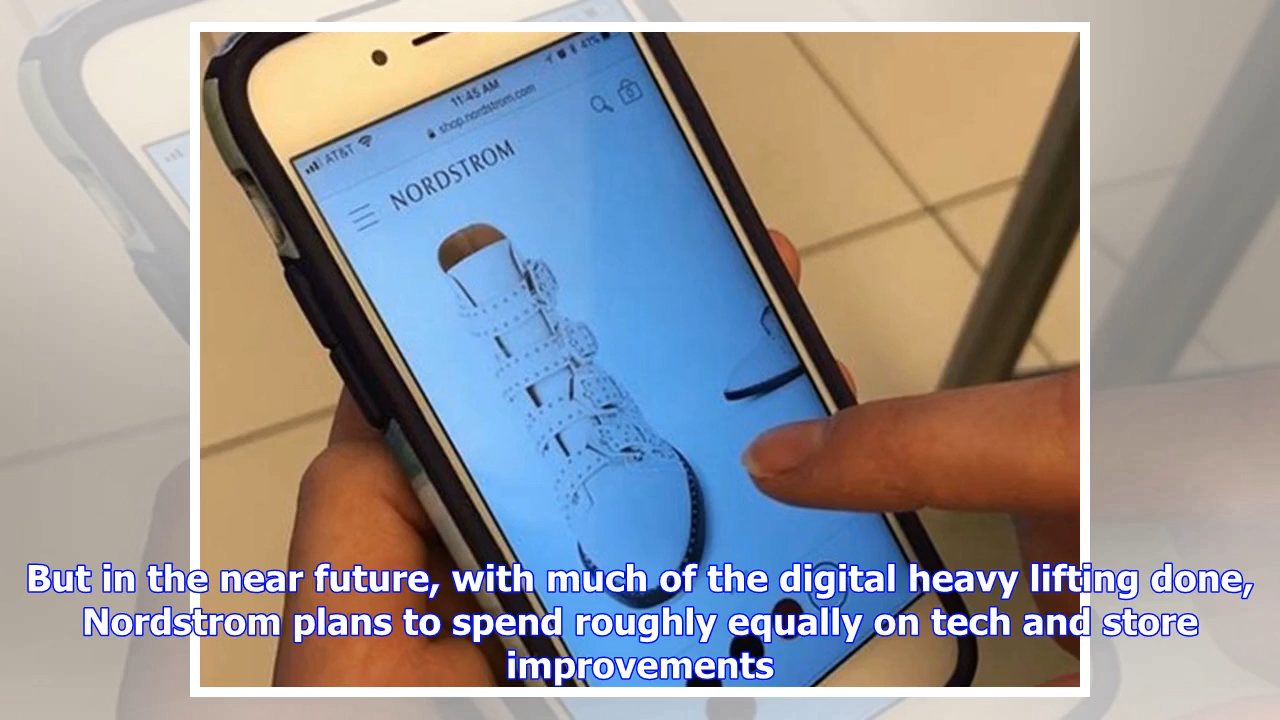 11:45 AM
AT&T
41%
shop.nordstrom.com
NORDSTROM
But in the near future, with much of the digital heavy lifting done,
Nordstrom plans to spend roughly equally on tech and store
improvements